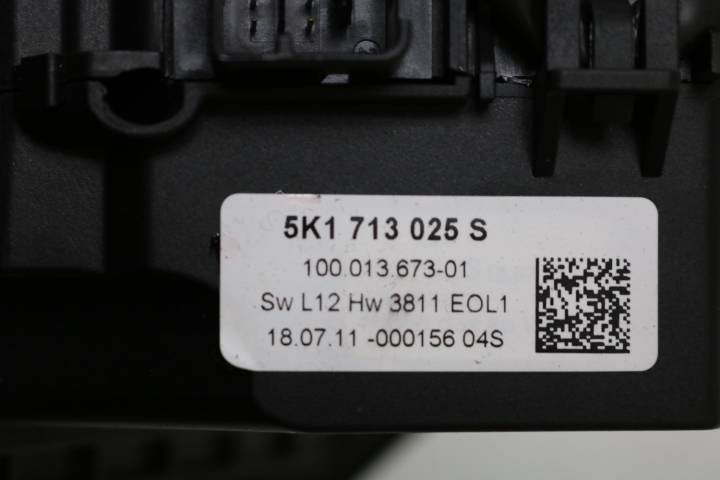 5K1 713 025 S
100.013.673-01
Sw L12 Hw 3811 EOL1
18.07.11 -000156 04S